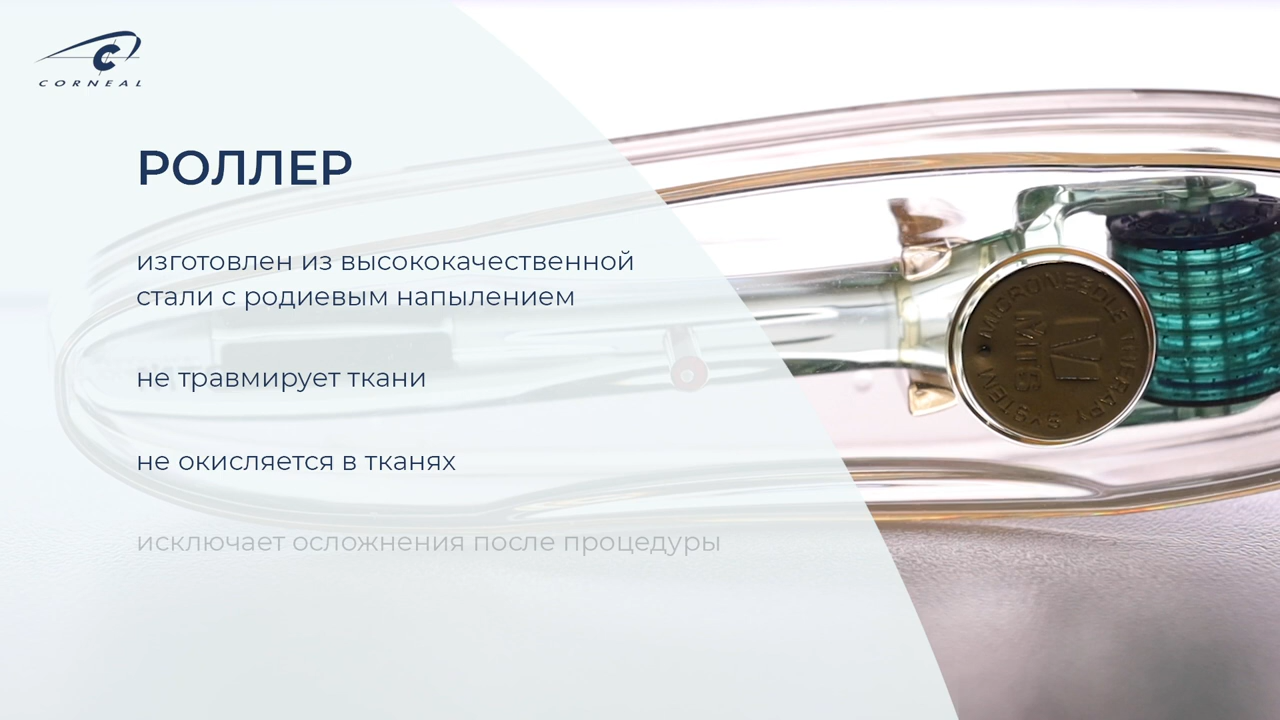 CORNEAL
РОЛЛЕР
изготовлен из высококачественной
стали с родиевым напылением
не травмирует ткани
не окисляется в тканях
исключает осложнения после процедуры
MICRONEEDLE THERAPY SYSTEM
MTS